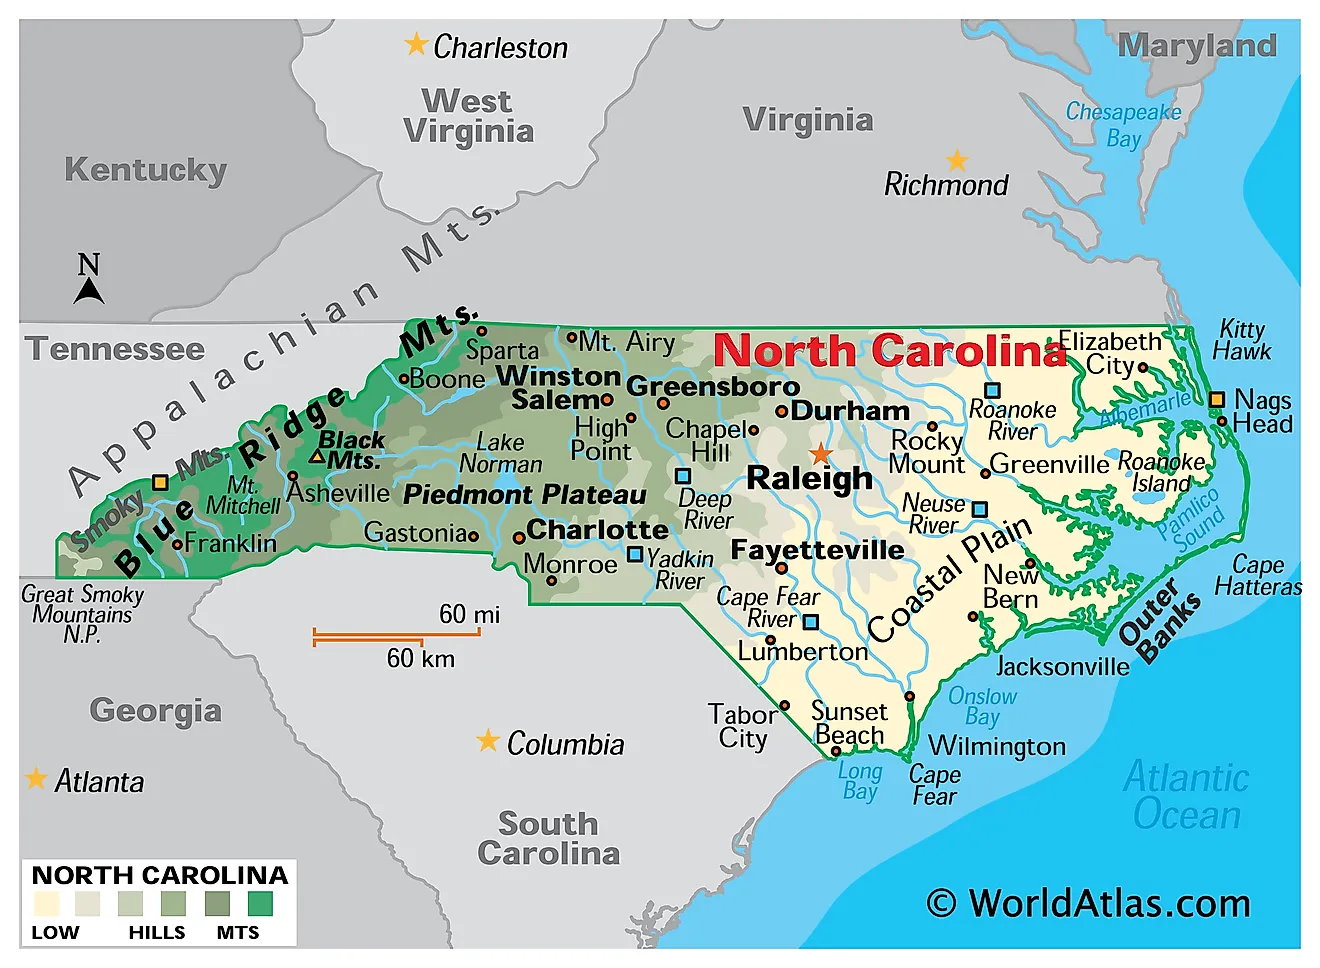 Charleston
West
Virginia
Kentucky
Virginia
Maryland
Chesapeake
Bay
Richmond
Appalachian Mts.
N
Tennessee
Mts.
Sparta
Mt. Airy
North Carolina
Elizabeth
City
Kitty
Hawk
Boone
Winston
Salem
Greensboro
Durham
Roanoke
River
Albemarle
Nags
Head
Blue Ridge
Black
Mts.
High
Point
Chapel
Hill
Rocky
Mount
Lake
Norman
Raleigh
Greenville
Roanoke
Island
Smoky Mts.
Mt.
Mitchell
Asheville
Piedmont Plateau
Deep
River
Neuse
River
Pamlico
Sound
Franklin
Gastonia
Charlotte
Monroe
Yadkin
River
Fayetteville
Coastal Plain
New
Bern
Cape
Hatteras
Great Smoky
Mountains
N.P.
60 mi
60 km
Cape Fear
River
Lumberton
Outer
Banks
Jacksonville
Georgia
Tabor
City
Sunset
Beach
Onslow
Bay
Wilmington
Columbia
Long
Bay
Cape
Fear
Atlanta
Atlantic
Ocean
South
Carolina
NORTH CAROLINA
LOW HILLS MTS
© WorldAtlas.com